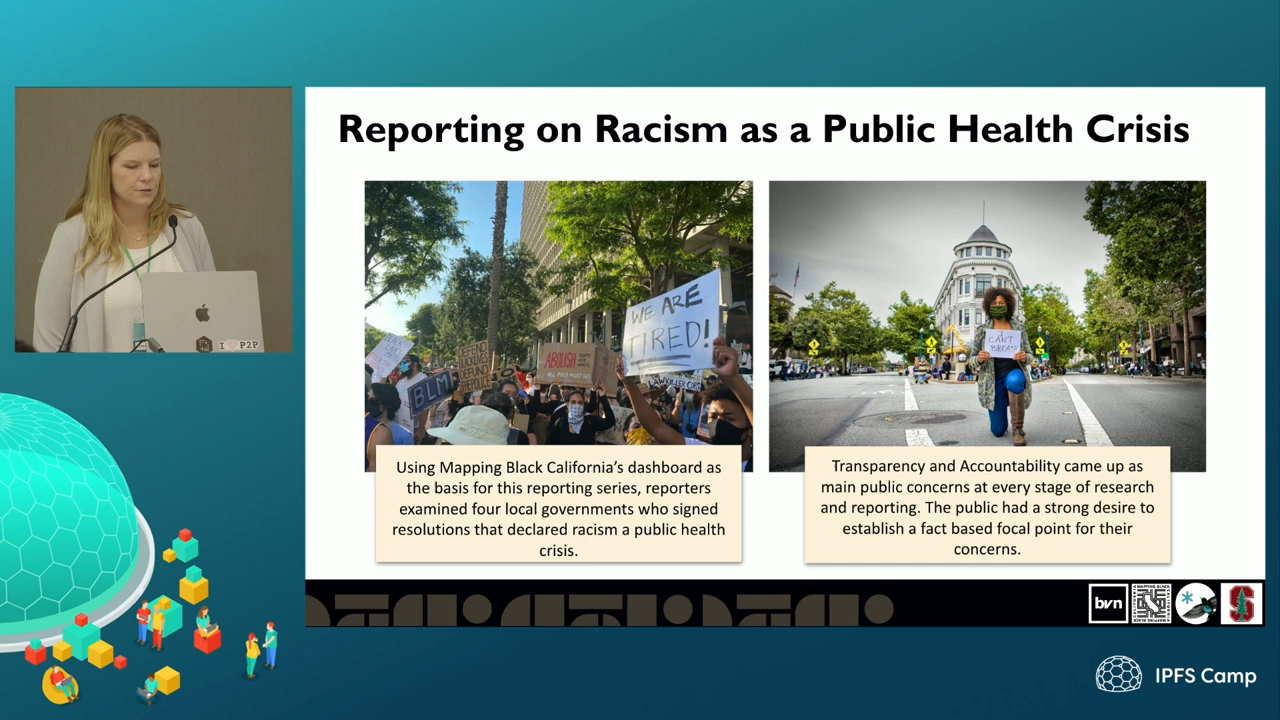 Reporting on Racism as a Public Health Crisis
WE ARE
TIRED!
ABOLISH
BLM
I CAN'T
BREATHE
Using Mapping Black California's dashboard as
the basis for this reporting series, reporters
examined four local governments who signed
resolutions that declared racism a public health
crisis.
Transparency and Accountability came up as
main public concerns at every stage of research
and reporting. The public had a strong desire to
establish a fact based focal point for their
concerns.
I P2P
bvn
S
IPFS Camp